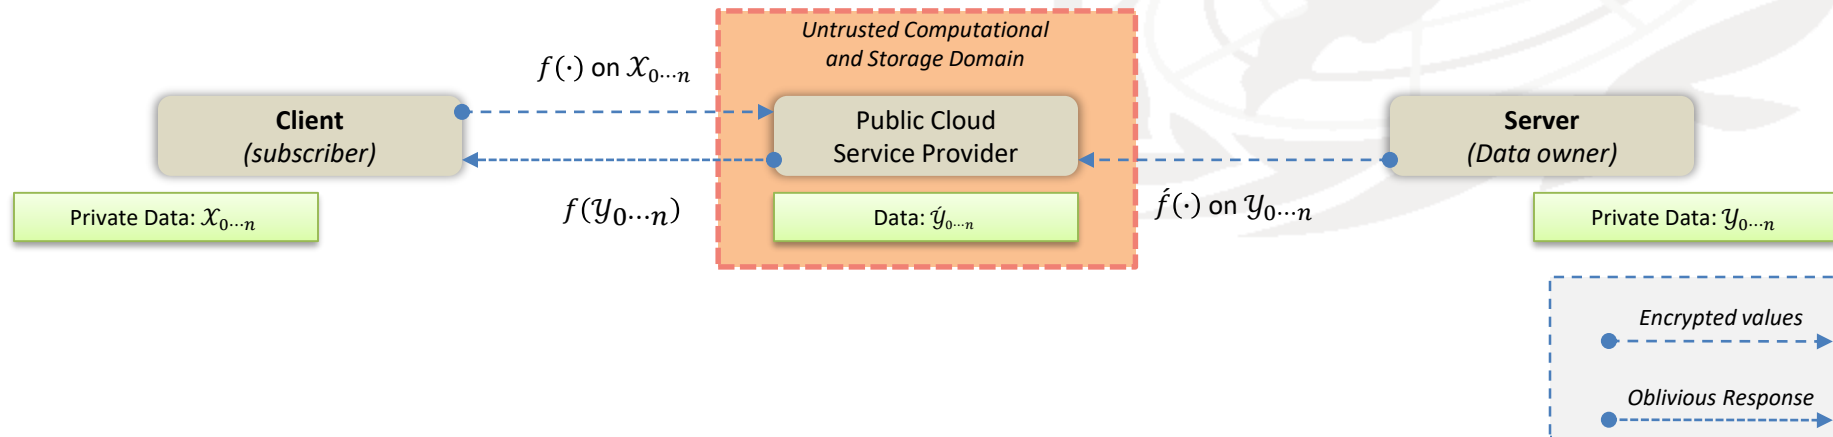 Untrusted Computational
and Storage Domain
f(·) on 𝒳0⋯n
Client
(subscriber)
Public Cloud
Service Provider
Server
(Data owner)
Private Data: 𝒳0⋯n
f(𝒴0⋯n)
Data: 𝒴́0⋯n
f́(·) on 𝒴0⋯n
Private Data: 𝒴0⋯n
Encrypted values
Oblivious Response